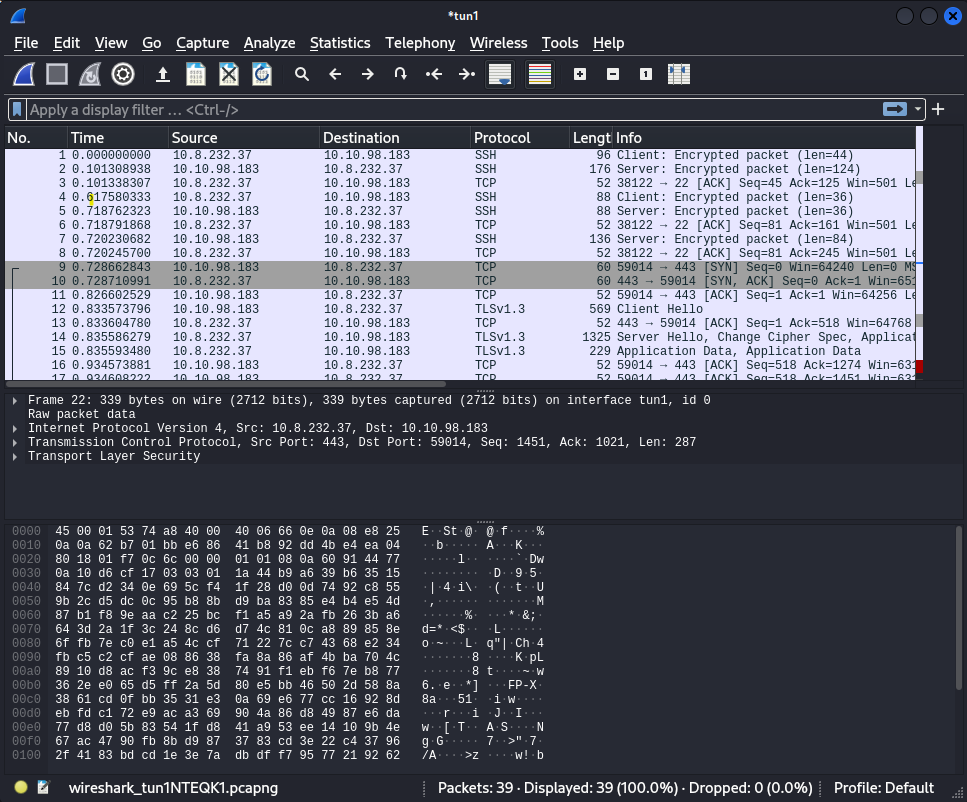 *tun1
File Edit View Go Capture Analyze Statistics Telephony Wireless Tools Help
Apply a display filter … <Ctrl-/>
No. Time Source Destination Protocol Lengt Info
1 0.000000000 10.8.232.37 10.10.98.183 SSH 96 Client: Encrypted packet (len=44)
2 0.101308938 10.10.98.183 10.8.232.37 SSH 176 Server: Encrypted packet (len=124)
3 0.101338307 10.8.232.37 10.10.98.183 TCP 52 38122 → 22 [ACK] Seq=45 Ack=125 Win=501 Le
4 0.617580333 10.8.232.37 10.10.98.183 SSH 88 Client: Encrypted packet (len=36)
5 0.718762323 10.10.98.183 10.8.232.37 SSH 88 Server: Encrypted packet (len=36)
6 0.718791868 10.8.232.37 10.10.98.183 TCP 52 38122 → 22 [ACK] Seq=81 Ack=161 Win=501 Le
7 0.720230682 10.10.98.183 10.8.232.37 SSH 136 Server: Encrypted packet (len=84)
8 0.720245700 10.8.232.37 10.10.98.183 TCP 52 38122 → 22 [ACK] Seq=81 Ack=245 Win=501 Le
9 0.728662843 10.10.98.183 10.8.232.37 TCP 60 59014 → 443 [SYN] Seq=0 Win=64240 Len=0 MS
10 0.728710991 10.8.232.37 10.10.98.183 TCP 60 443 → 59014 [SYN, ACK] Seq=0 Ack=1 Win=651
11 0.826602529 10.10.98.183 10.8.232.37 TCP 52 59014 → 443 [ACK] Seq=1 Ack=1 Win=64256 Le
12 0.833573796 10.10.98.183 10.8.232.37 TLSv1.3 569 Client Hello
13 0.833604780 10.8.232.37 10.10.98.183 TCP 52 443 → 59014 [ACK] Seq=1 Ack=518 Win=64768
14 0.835586279 10.8.232.37 10.10.98.183 TLSv1.3 1325 Server Hello, Change Cipher Spec, Applicat
15 0.835593480 10.8.232.37 10.10.98.183 TLSv1.3 229 Application Data, Application Data
16 0.934573881 10.10.98.183 10.8.232.37 TCP 52 59014 → 443 [ACK] Seq=518 Ack=1274 Win=631
17 0.934608222 10.10.98.183 10.8.232.37 TCP 52 59014 → 443 [ACK] Seq=518 Ack=1451 Win=631
Frame 22: 339 bytes on wire (2712 bits), 339 bytes captured (2712 bits) on interface tun1, id 0
Raw packet data
Internet Protocol Version 4, Src: 10.8.232.37, Dst: 10.10.98.183
Transmission Control Protocol, Src Port: 443, Dst Port: 59014, Seq: 1451, Ack: 1021, Len: 287
Transport Layer Security
0000 45 00 01 53 74 a8 40 00 40 06 66 0e 0a 08 e8 25 E··St·@· @·f····%
0010 0a 0a 62 b7 01 bb e6 86 41 b8 92 dd 4b e4 ea 04 ··b····· A···K···
0020 80 18 01 f7 0c 6c 00 00 01 01 08 0a 60 91 44 77 ·····l·· ····`·Dw
0030 0a 10 d6 cf 17 03 03 01 1a 44 b9 a6 39 b6 35 15 ········ ·D··9·5·
0040 84 7c d2 34 0e 69 5c f4 1f 28 d0 0d 74 92 c8 55 ·|·4·i\· ·(··t··U
0050 9b 2c d5 dc 0c 95 b8 8b d9 ba 83 85 e4 b4 e5 4d ·,······ ·······M
0060 87 b1 f8 9e aa c2 25 bc f1 a5 a9 2a fb 26 3b a6 ······%· ···*·&;·
0070 64 3d 2a 1f 3c 24 8c d6 d7 4c 81 0c a8 89 85 8e d=*·<$·· ·L······
0080 6f fb 7e c0 e1 a5 4c cf 71 22 7c c7 43 68 e2 34 o·~···L· q"|·Ch·4
0090 fb c5 c2 cf ae 08 86 38 fa 8a 86 af 4b ba 70 4c ·······8 ····K·pL
00a0 89 10 d8 ac f3 9c e8 38 74 91 f1 eb f6 7e b8 77 ·······8 t····~·w
00b0 36 2e e0 65 d5 ff 2a 5d 80 e5 bb 46 50 2d 58 8a 6.·e··*] ···FP-X·
00c0 38 61 cd 0f bb 35 31 e3 0a 69 e6 77 cc 16 92 8d 8a···51· ·i·w····
00d0 eb fd c1 72 e9 ac a3 69 90 4a 86 d8 49 87 e6 da ···r···i ·J··I···
00e0 77 d8 d0 5b 83 54 1f d8 41 a9 53 ee 14 10 9b 4e w··[·T·· A·S····N
00f0 67 ac 47 90 fb 8b d9 87 37 83 cd 3e 22 c4 37 96 g·G····· 7··>"·7·
0100 2f 41 83 bd cd 1e 3e 7a db df f7 95 77 21 92 62 /A····>z ····w!·b
wireshark_tun1NTEQK1.pcapng Packets: 39 · Displayed: 39 (100.0%) · Dropped: 0 (0.0%) Profile: Default